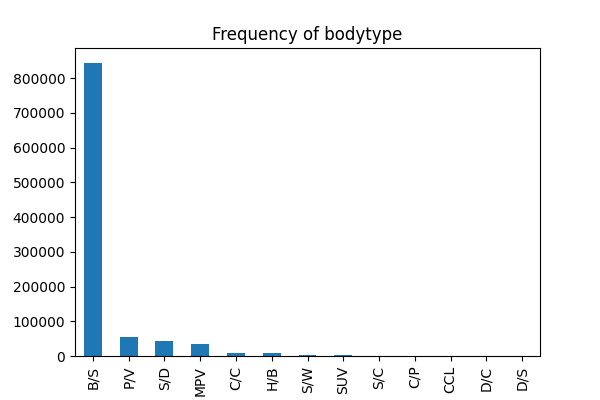 Frequency of bodytype
800000
700000
600000
500000
400000
300000
200000
100000
0
B/S
P/V
S/D
MPV
C/C
H/B
S/W
SUV
S/C
C/P
CCL
D/C
D/S